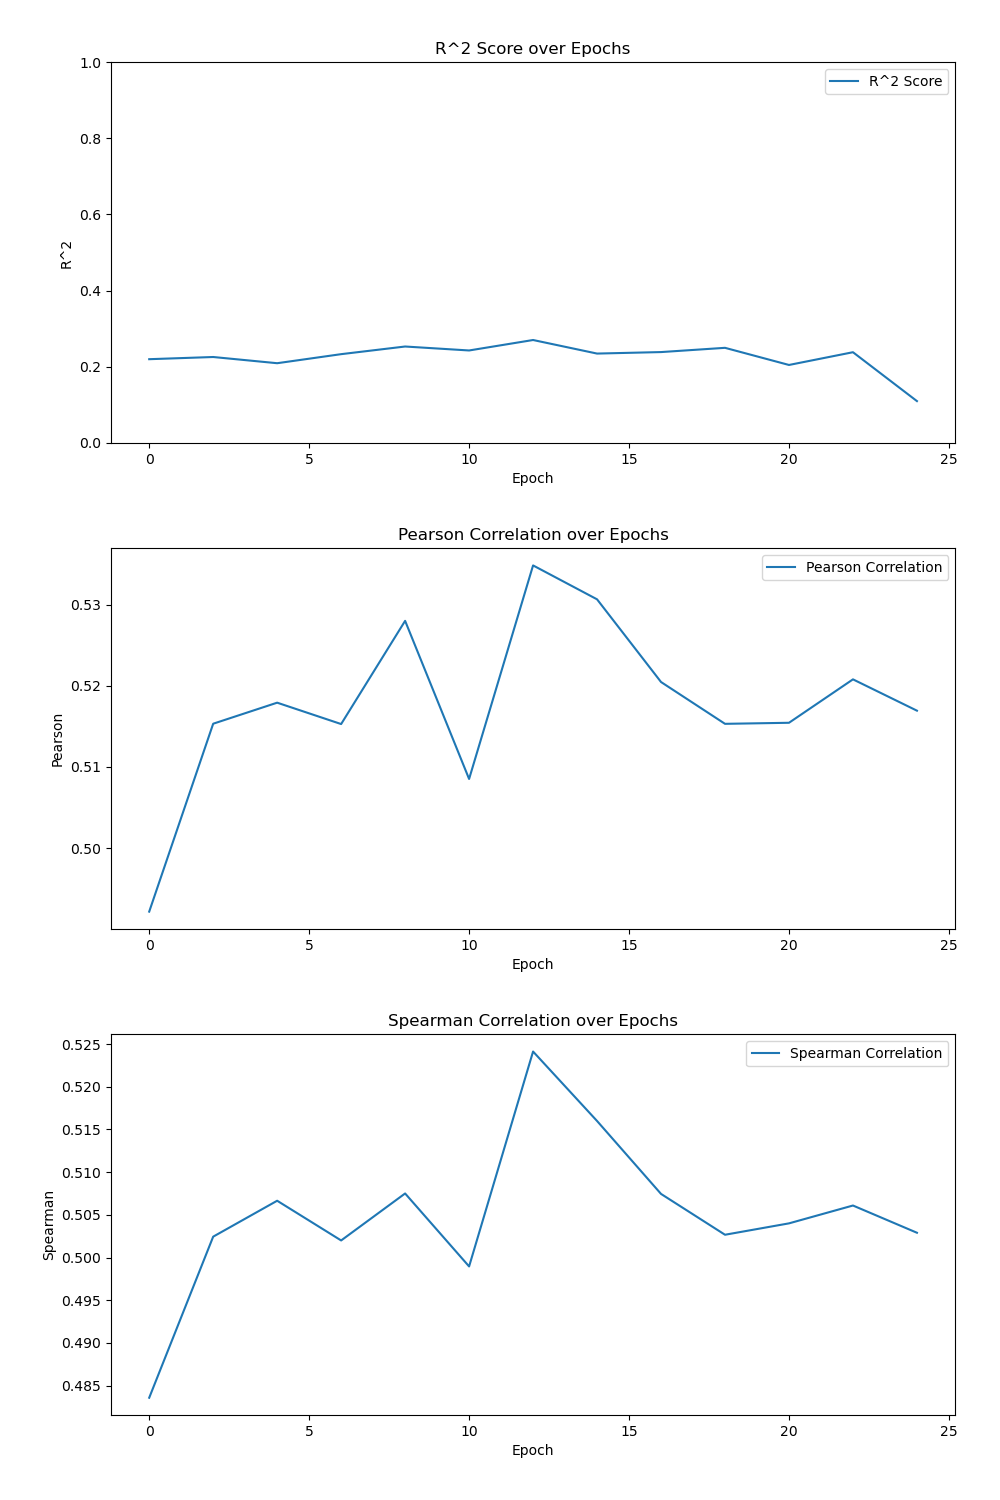 R^2 Score over Epochs
1.0
R^2 Score
0.8
0.6
R^2
0.4
0.2
0.0
0 5 10 15 20 25
Epoch
Pearson Correlation over Epochs
Pearson Correlation
0.53
0.52
Pearson
0.51
0.50
0 5 10 15 20 25
Epoch
Spearman Correlation over Epochs
0.525
Spearman Correlation
0.520
0.515
0.510
0.505
Spearman
0.500
0.495
0.490
0.485
0 5 10 15 20 25
Epoch